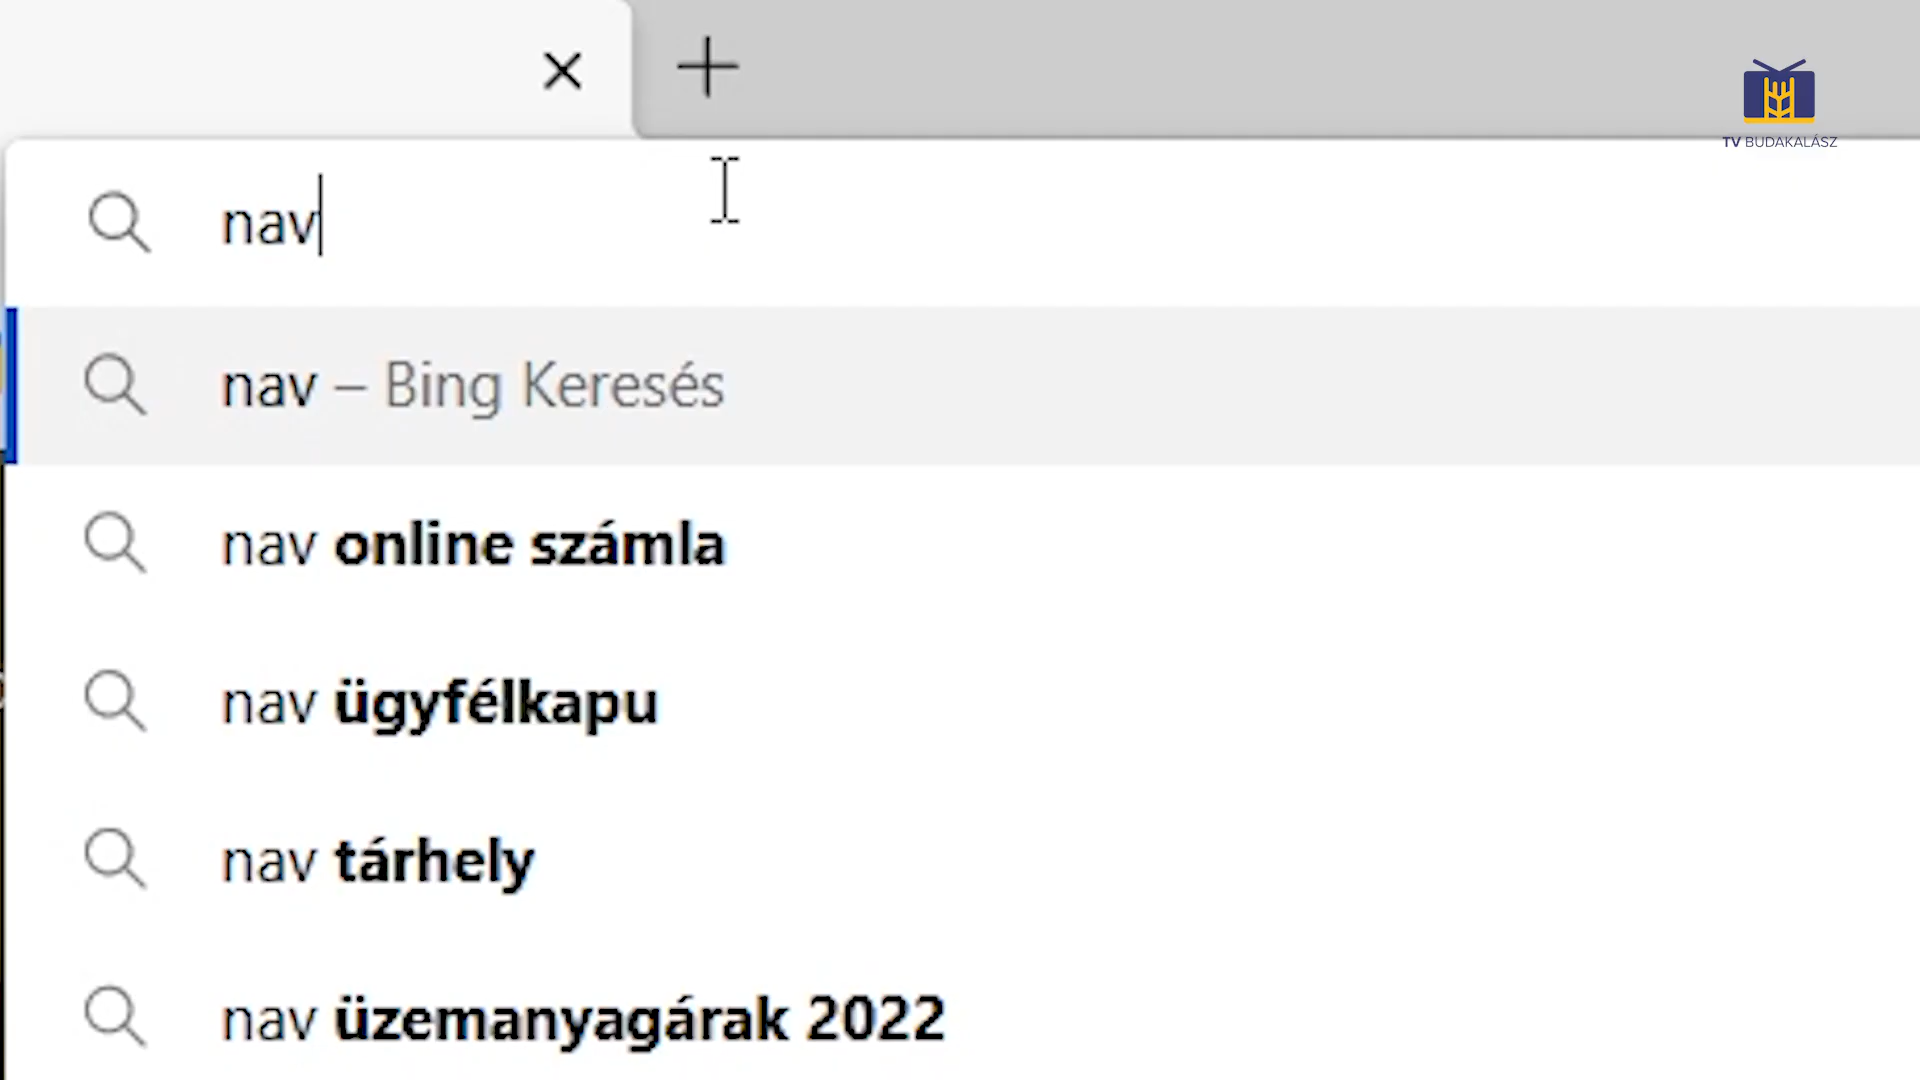 TV BUDAKALÁSZ
nav
nav – Bing Keresés
nav online számla
nav ügyfélkapu
nav tárhely
nav üzemanyagárak 2022